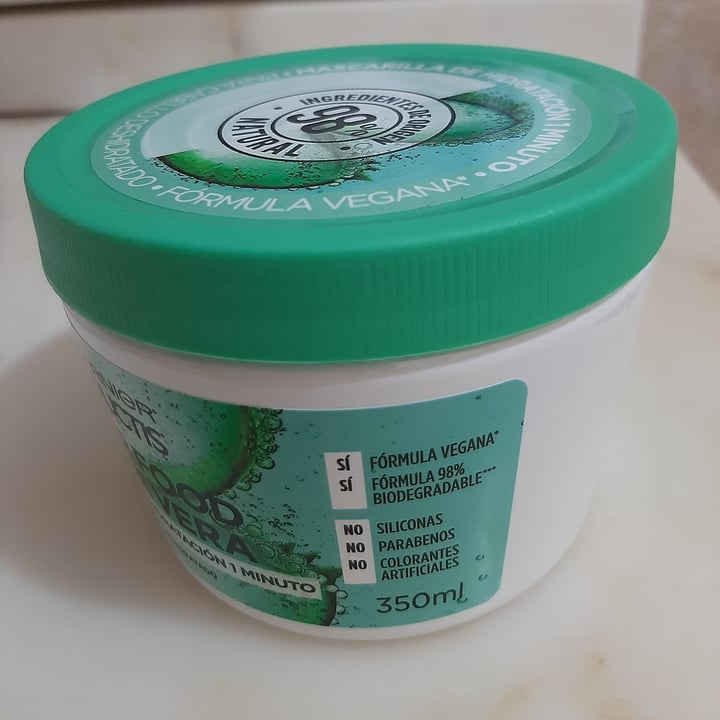 MASCARILLA DE HIDRATACIÓN 1 MINUTO •
FÓRMULA VEGANA* •
INGREDIENTES DE ORIGEN
98%
NATURAL
SÍ FÓRMULA VEGANA*
SÍ FÓRMULA 98%
BIODEGRADABLE***
NO SILICONAS
NO PARABENOS
NO COLORANTES
ARTIFICIALES
350ml
FOOD
VERA
1 MINUTO